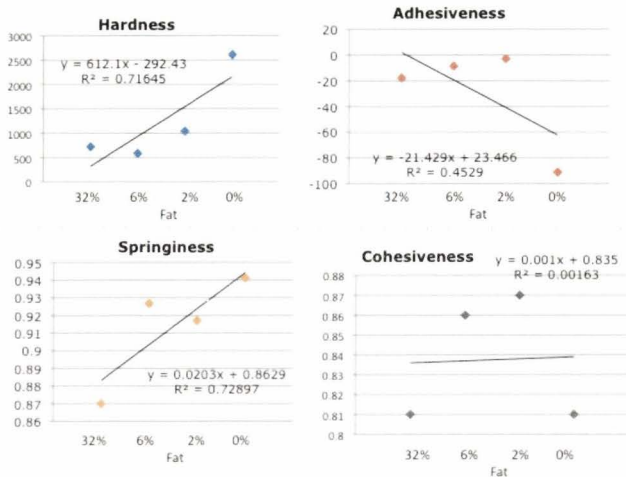 Hardness
3000
2500
2000
1500
1000
500
0
y = 612.1x - 292.43
R² = 0.71645
32% 6% 2% 0%
Fat
Adhesiveness
20
0
-20
-40
-60
-80
-100
y = -21.429x + 23.466
R² = 0.4529
32% 6% 2% 0%
Fat
Springiness
0.95
0.94
0.93
0.92
0.91
0.9
0.89
0.88
0.87
0.86
y = 0.0203x + 0.8629
R² = 0.72897
32% 6% 2% 0%
Fat
Cohesiveness
y = 0.001x + 0.835
R² = 0.00163
0.88
0.87
0.86
0.85
0.84
0.83
0.82
0.81
0.8
32% 6% 2% 0%
Fat